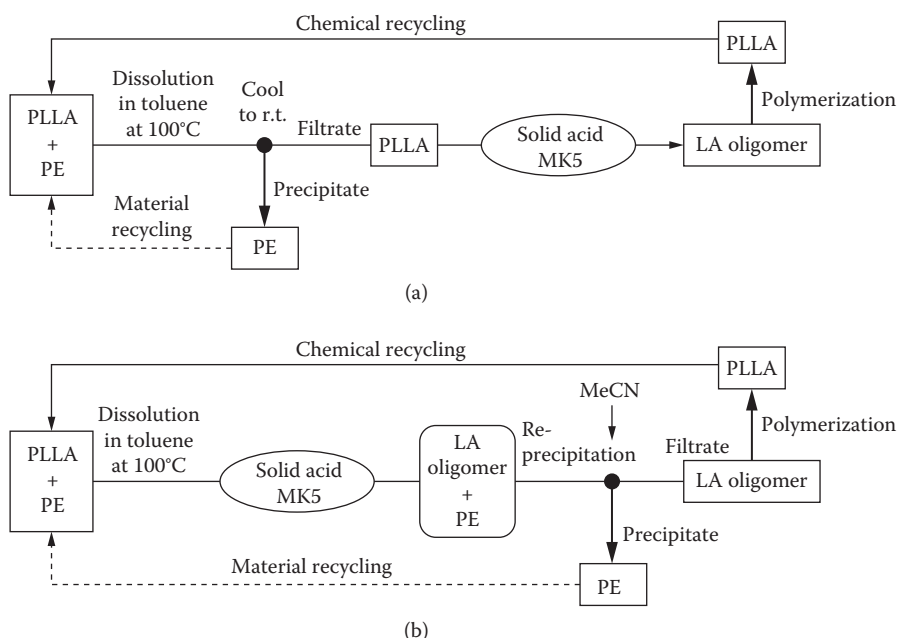 Chemical recycling
PLLA
Dissolution
in toluene
at 100°C
Cool
to r.t.
Polymerization
PLLA
+
PE
Filtrate
PLLA
Solid acid
MK5
LA oligomer
Precipitate
Material
recycling
PE
(a)
Chemical recycling
PLLA
MeCN
Dissolution
in toluene
at 100°C
Polymerization
Re-
precipitation
Filtrate
PLLA
+
PE
Solid acid
MK5
LA
oligomer
+
PE
LA oligomer
Precipitate
Material recycling
PE
(b)